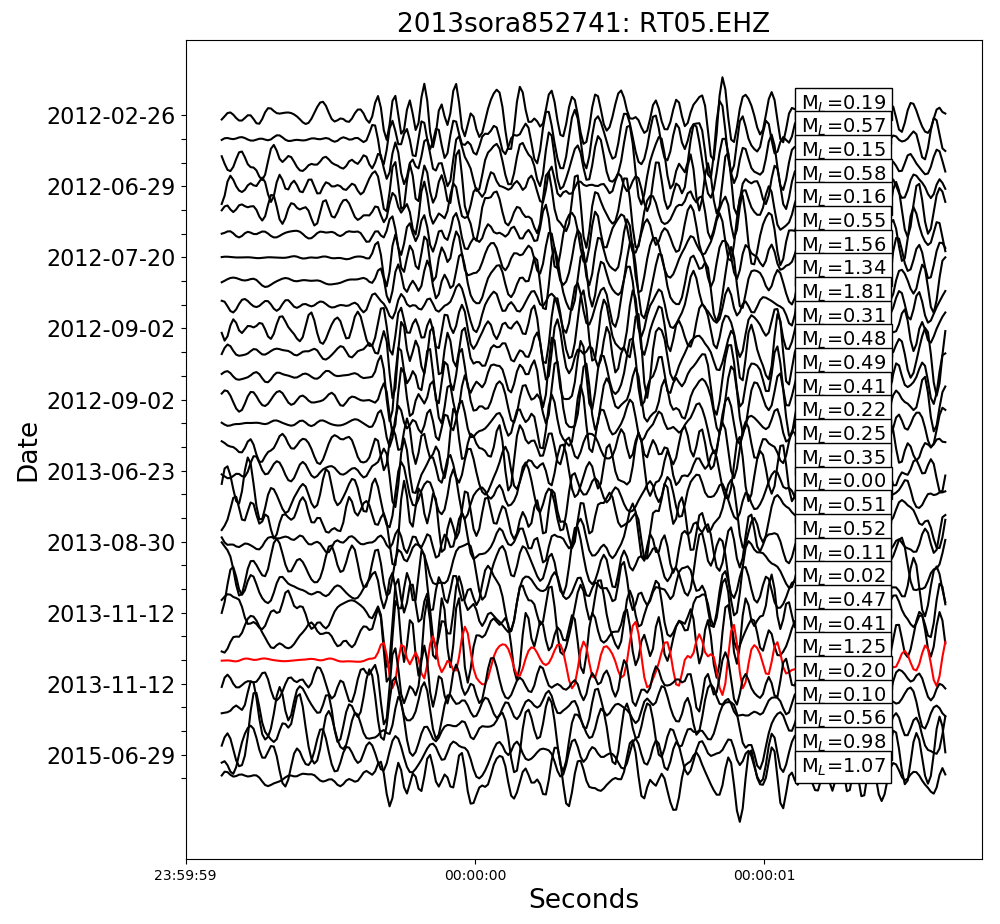 2013sora852741: RT05.EHZ
Date
2012-02-26
2012-06-29
2012-07-20
2012-09-02
2012-09-02
2013-06-23
2013-08-30
2013-11-12
2013-11-12
2015-06-29
M_L=0.19
M_L=0.57
M_L=0.15
M_L=0.58
M_L=0.16
M_L=0.55
M_L=1.56
M_L=1.34
M_L=1.81
M_L=0.31
M_L=0.48
M_L=0.49
M_L=0.41
M_L=0.22
M_L=0.25
M_L=0.35
M_L=0.00
M_L=0.51
M_L=0.52
M_L=0.11
M_L=0.02
M_L=0.47
M_L=0.41
M_L=1.25
M_L=0.20
M_L=0.10
M_L=0.56
M_L=0.98
M_L=1.07
23:59:59 00:00:00 00:00:01
Seconds